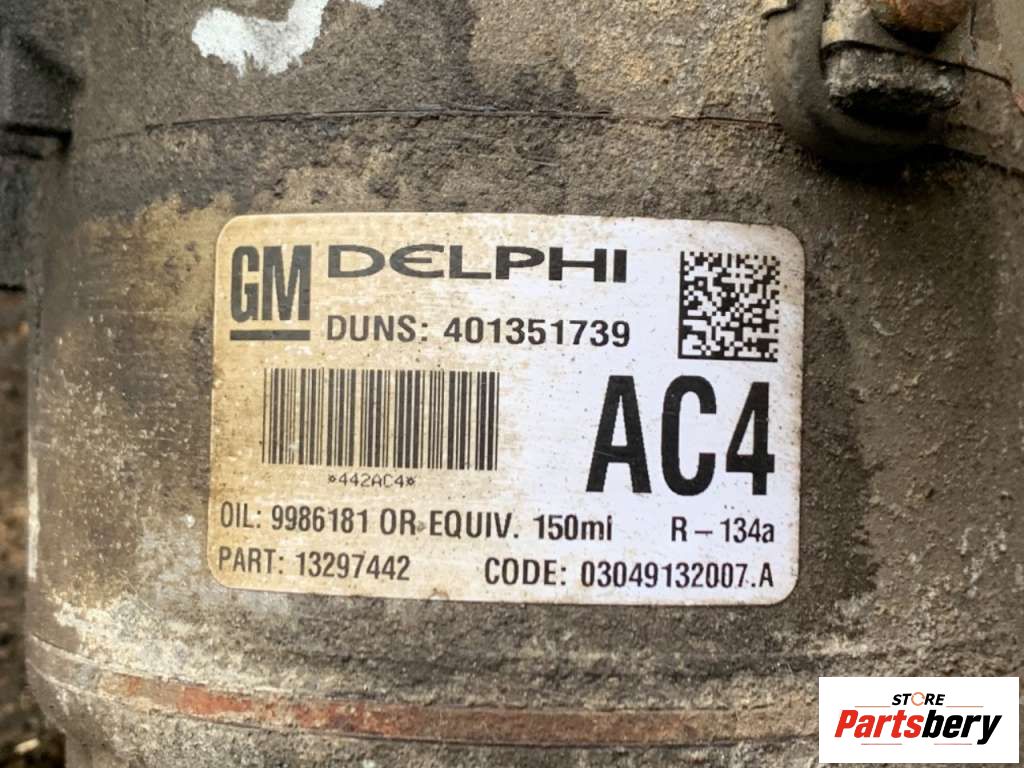 GM DELPHI
DUNS: 401351739
AC4
*442AC4*
OIL: 9986181 OR EQUIV. 150ml R-134a
PART: 13297442 CODE: 03049132007.A
STORE
Partsbery